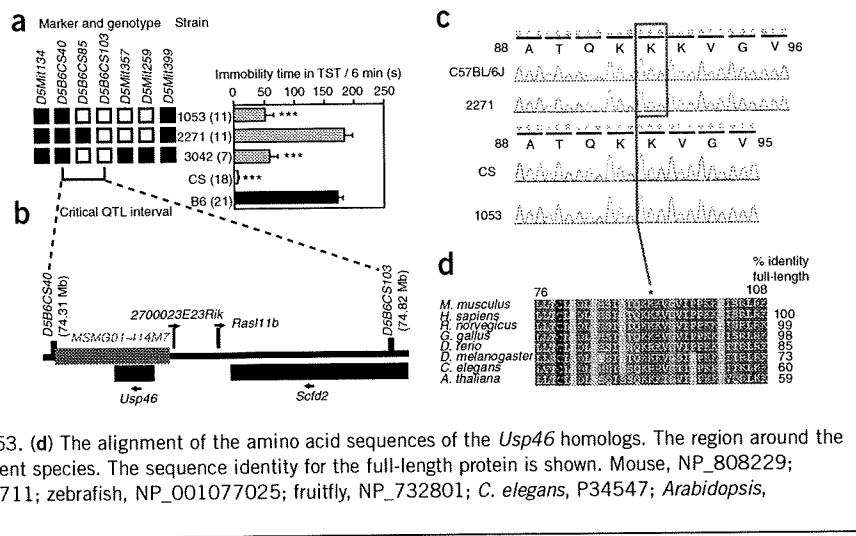 a
Marker and genotype Strain
D5Mit134
D5B6CS40
D5B6CS85
D5B6CS103
D5Mit357
D5Mit259
D5Mit399
Immobility time in TST / 6 min (s)
0 50 100 150 200 250
1053 (11) ***
2271 (11)
3042 (7) ***
CS (18) ***
B6 (21)
Critical QTL interval
b
D5B6CS40
(74.31 Mb)
MSMG01-414M7
2700023E23Rik
Rasl11b
D5B6CS103
(74.82 Mb)
Usp46
Scfd2
c
88 A T Q K K K V G V 96
C57BL/6J
2271
88 A T Q K K V G V 95
CS
1053
d
% identity
full-length
76 * 108
M. musculus
H. sapiens 100
R. norvegicus 99
G. gallus 98
D. rerio 85
D. melanogaster 73
C. elegans 60
A. thaliana 59
53. (d) The alignment of the amino acid sequences of the Usp46 homologs. The region around the
ent species. The sequence identity for the full-length protein is shown. Mouse, NP_808229;
711; zebrafish, NP_001077025; fruitfly, NP_732801; C. elegans, P34547; Arabidopsis,